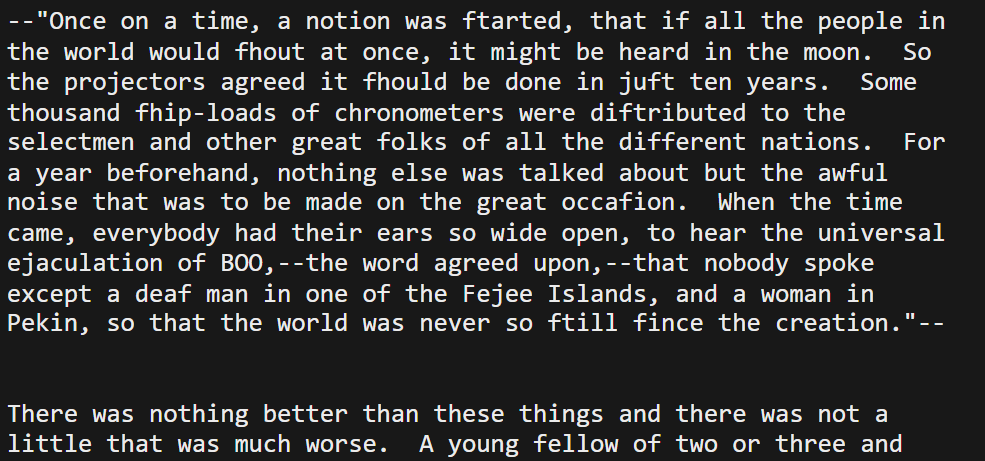 --"Once on a time, a notion was ftarted, that if all the people in
the world would fhout at once, it might be heard in the moon.  So
the projectors agreed it fhould be done in juft ten years.  Some
thousand fhip-loads of chronometers were diftributed to the
selectmen and other great folks of all the different nations.  For
a year beforehand, nothing else was talked about but the awful
noise that was to be made on the great occafion.  When the time
came, everybody had their ears so wide open, to hear the universal
ejaculation of BOO,--the word agreed upon,--that nobody spoke
except a deaf man in one of the Fejee Islands, and a woman in
Pekin, so that the world was never so ftill fince the creation."--
There was nothing better than these things and there was not a
little that was much worse.  A young fellow of two or three and